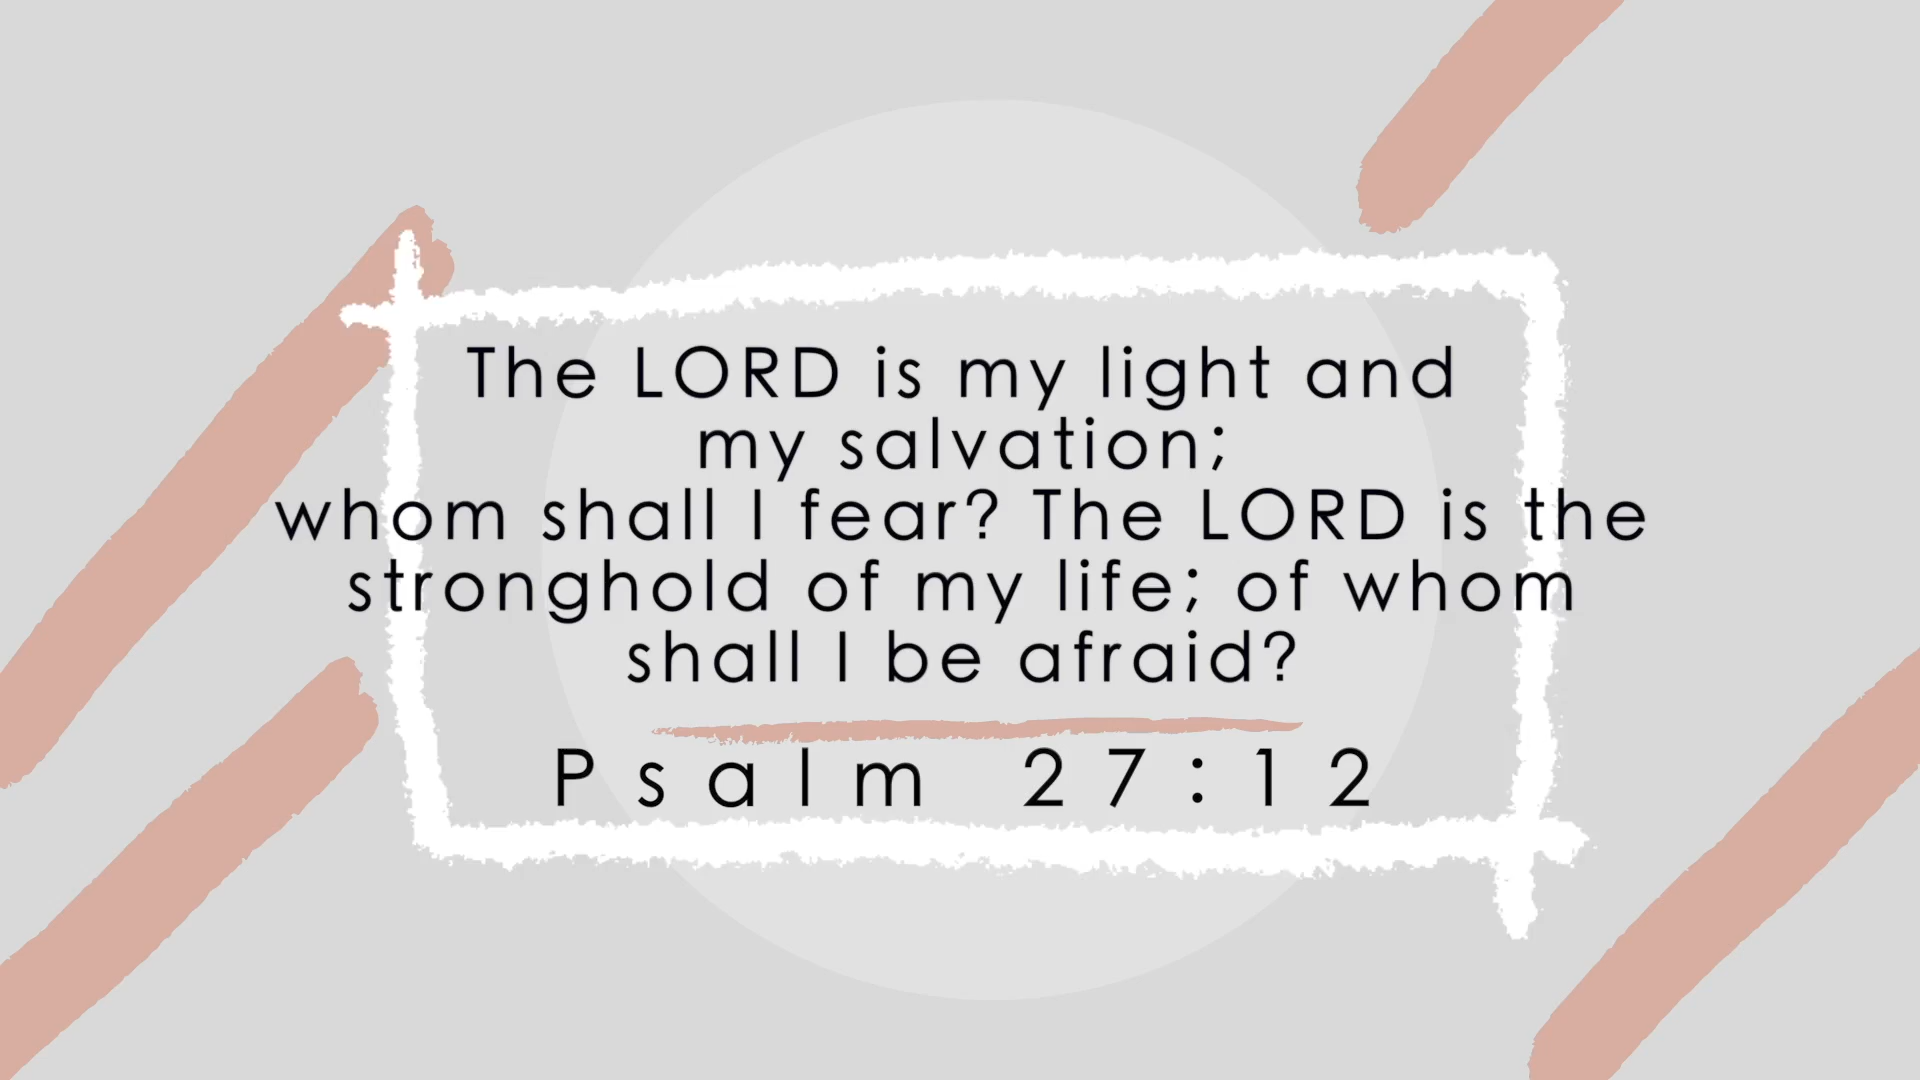 The LORD is my light and
my salvation;
whom shall I fear? The LORD is the
stronghold of my life; of whom
shall I be afraid?
Psalm 27:12